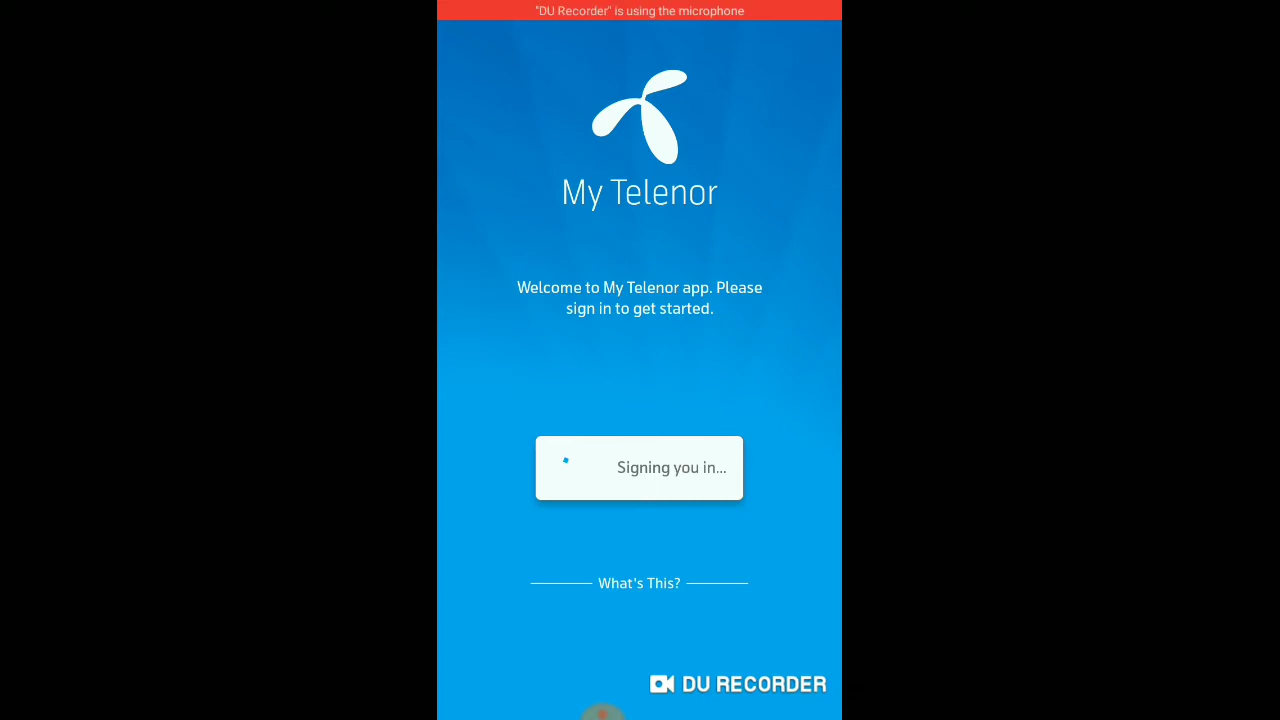 "DU Recorder" is using the microphone
My Telenor
Welcome to My Telenor app. Please
sign in to get started.
Signing you in...
What's This?
DU RECORDER